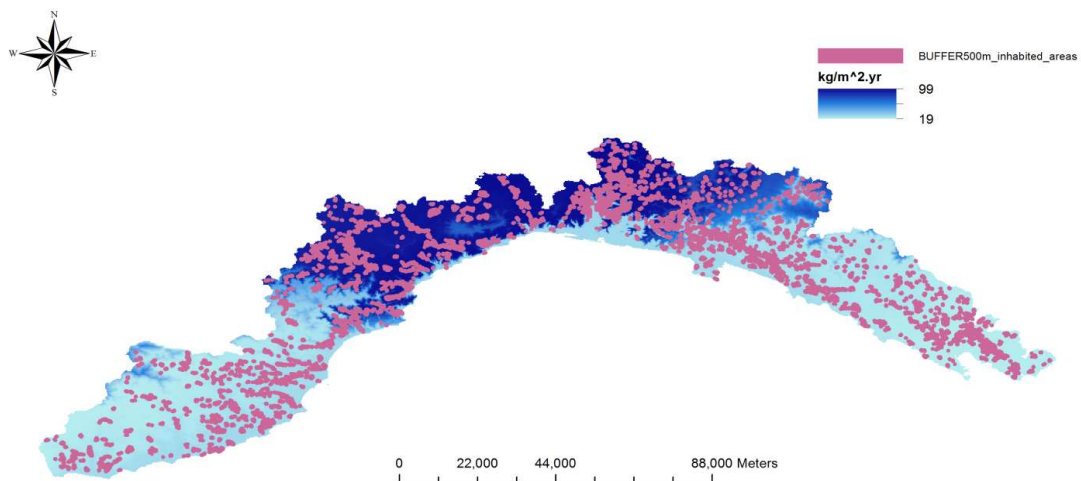 N
W E
S
BUFFER500m_inhabited_areas
kg/m^2.yr
99
19
0 22,000 44,000 88,000 Meters